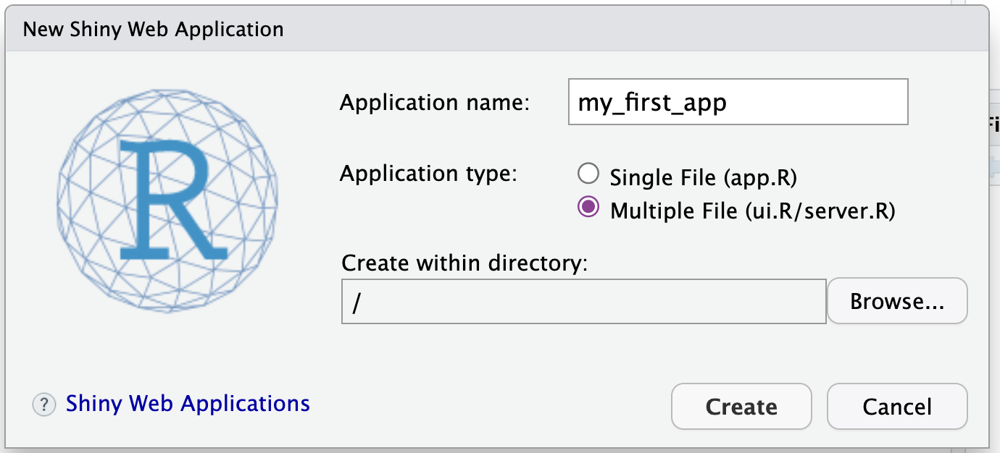 New Shiny Web Application
R
Application name: my_first_app
Application type: Single File (app.R)
Multiple File (ui.R/server.R)
Create within directory:
/ Browse...
? Shiny Web Applications Create Cancel